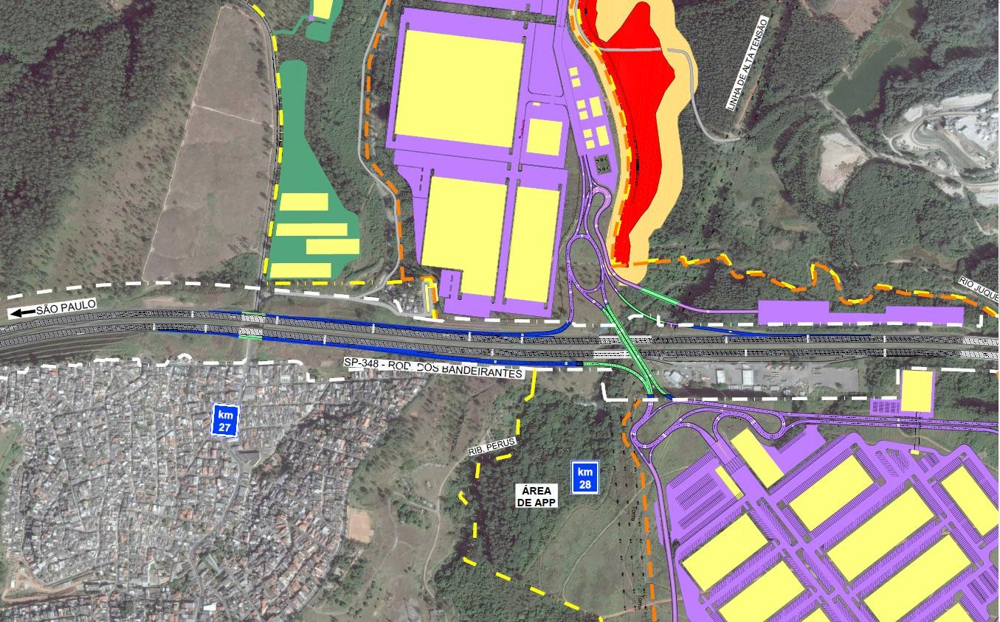 LINHA DE ALTA TENSÃO
RIO JUQUE
SÃO PAULO
SP-348 - ROD. DOS BANDEIRANTES
km
27
RIB. PERUS
km
28
ÁREA
DE APP
Torre
Torre